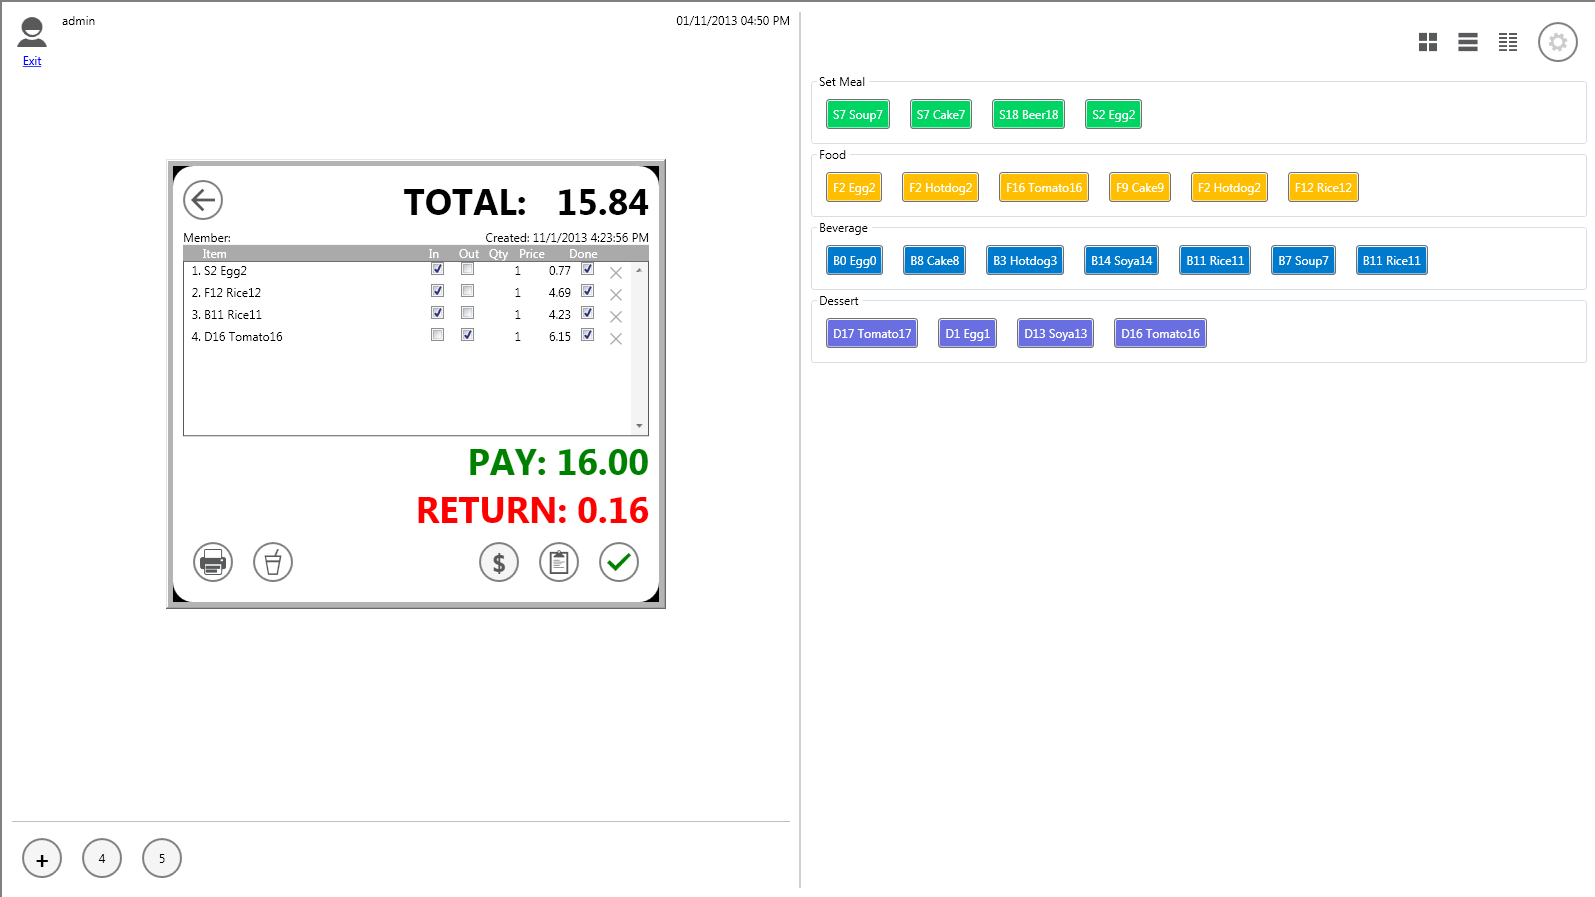 admin
01/11/2013 04:50 PM
Exit
TOTAL: 15.84
Member:
Created: 11/1/2013 4:23:56 PM
Item In Out Qty Price Done
1. S2 Egg2 1 0.77
2. F12 Rice12 1 4.69
3. B11 Rice11 1 4.23
4. D16 Tomato16 1 6.15
PAY: 16.00
RETURN: 0.16
$
+ 4 5
Set Meal
S7 Soup7 S7 Cake7 S18 Beer18 S2 Egg2
Food
F2 Egg2 F2 Hotdog2 F16 Tomato16 F9 Cake9 F2 Hotdog2 F12 Rice12
Beverage
B0 Egg0 B8 Cake8 B3 Hotdog3 B14 Soya14 B11 Rice11 B7 Soup7 B11 Rice11
Dessert
D17 Tomato17 D1 Egg1 D13 Soya13 D16 Tomato16